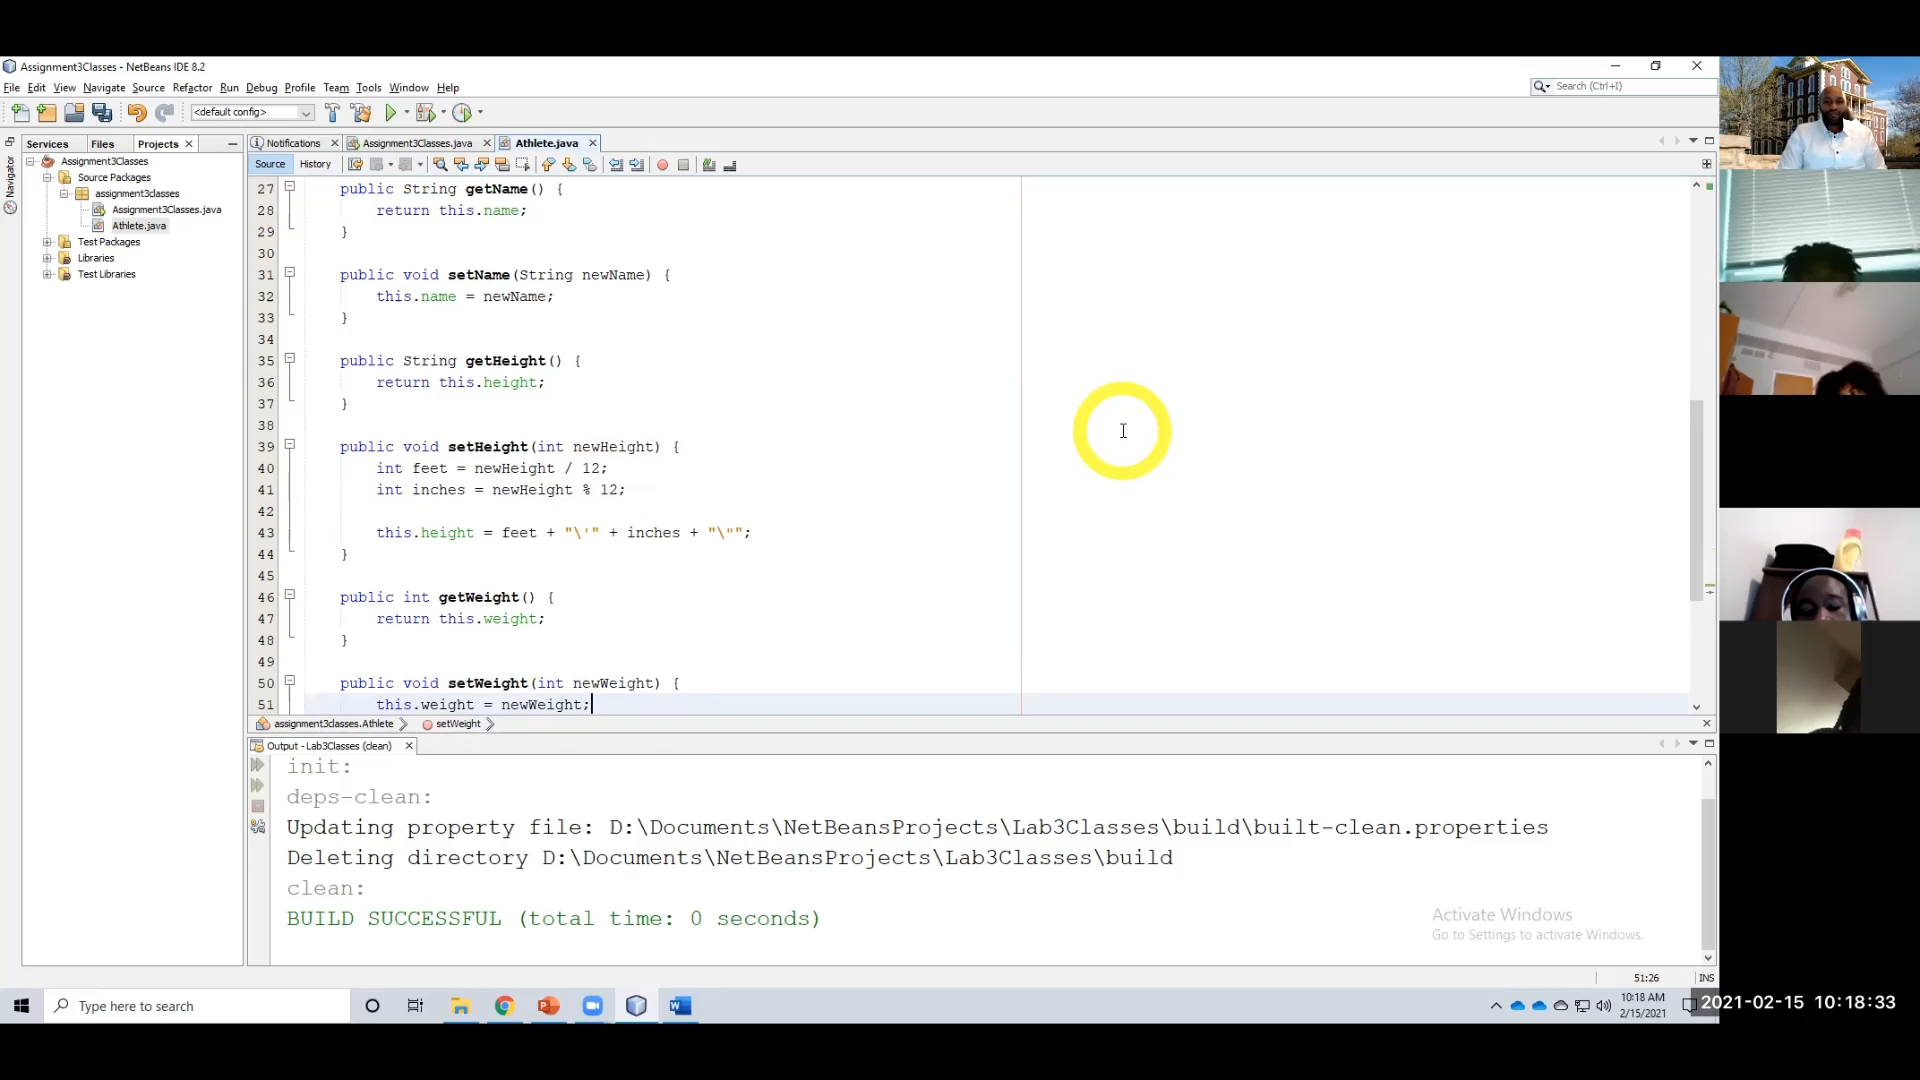 Assignment3Classes - NetBeans IDE 8.2
File Edit View Navigate Source Refactor Run Debug Profile Team Tools Window Help
Search (Ctrl+I)
<default config>
Services Files Projects
Notifications Assignment3Classes.java Athlete.java
Source History
Navigator
Assignment3Classes
Source Packages
assignment3classes
Assignment3Classes.java
Athlete.java
Test Packages
Libraries
Test Libraries
27 public String getName() {
28 return this.name;
29 }
30
31 public void setName(String newName) {
32 this.name = newName;
33 }
34
35 public String getHeight() {
36 return this.height;
37 }
38
39 public void setHeight(int newHeight) {
40 int feet = newHeight / 12;
41 int inches = newHeight % 12;
42
43 this.height = feet + "\'" + inches + "\"";
44 }
45
46 public int getWeight() {
47 return this.weight;
48 }
49
50 public void setWeight(int newWeight) {
51 this.weight = newWeight;
assignment3classes.Athlete setWeight
Output - Lab3Classes (clean)
init:
deps-clean:
Updating property file: D:\Documents\NetBeansProjects\Lab3Classes\build\built-clean.properties
Deleting directory D:\Documents\NetBeansProjects\Lab3Classes\build
clean:
BUILD SUCCESSFUL (total time: 0 seconds)
Activate Windows
Go to Settings to activate Windows.
51:26 INS
Type here to search
10:18 AM
2/15/2021
2021-02-15 10:18:33